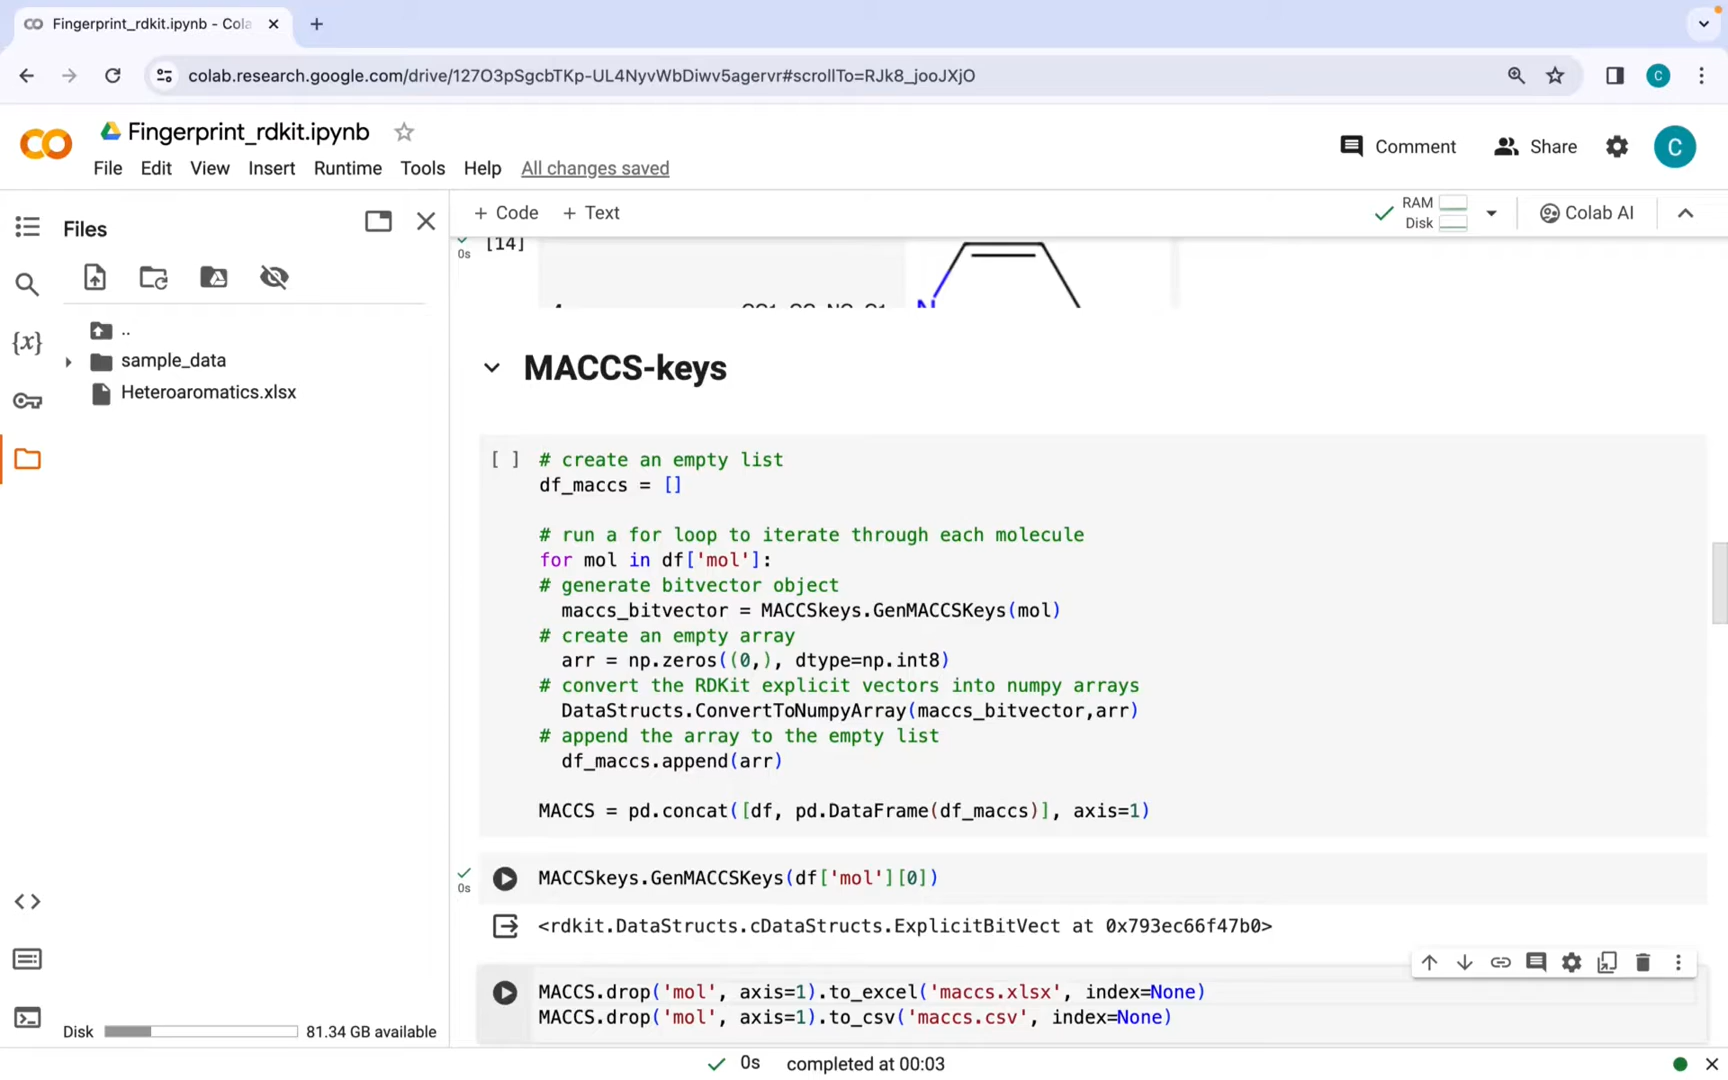 Fingerprint_rdkit.ipynb - Cola
colab.research.google.com/drive/127O3pSgcbTKp-UL4NyvWbDiwv5agervr#scrollTo=RJk8_jooJXjO
C
Fingerprint_rdkit.ipynb
Comment
Share
C
File Edit View Insert Runtime Tools Help All changes saved
Files
+ Code + Text
RAM
Disk
Colab AI
..
sample_data
Heteroaromatics.xlsx
{x}
0s
[14]
N
MACCS-keys
[ ] # create an empty list
df_maccs = []
# run a for loop to iterate through each molecule
for mol in df['mol']:
# generate bitvector object
maccs_bitvector = MACCSkeys.GenMACCSKeys(mol)
# create an empty array
arr = np.zeros((0,), dtype=np.int8)
# convert the RDKit explicit vectors into numpy arrays
DataStructs.ConvertToNumpyArray(maccs_bitvector,arr)
# append the array to the empty list
df_maccs.append(arr)
MACCS = pd.concat([df, pd.DataFrame(df_maccs)], axis=1)
0s
MACCSkeys.GenMACCSKeys(df['mol'][0])
<rdkit.DataStructs.cDataStructs.ExplicitBitVect at 0x793ec66f47b0>
MACCS.drop('mol', axis=1).to_excel('maccs.xlsx', index=None)
MACCS.drop('mol', axis=1).to_csv('maccs.csv', index=None)
Disk 81.34 GB available
0s completed at 00:03